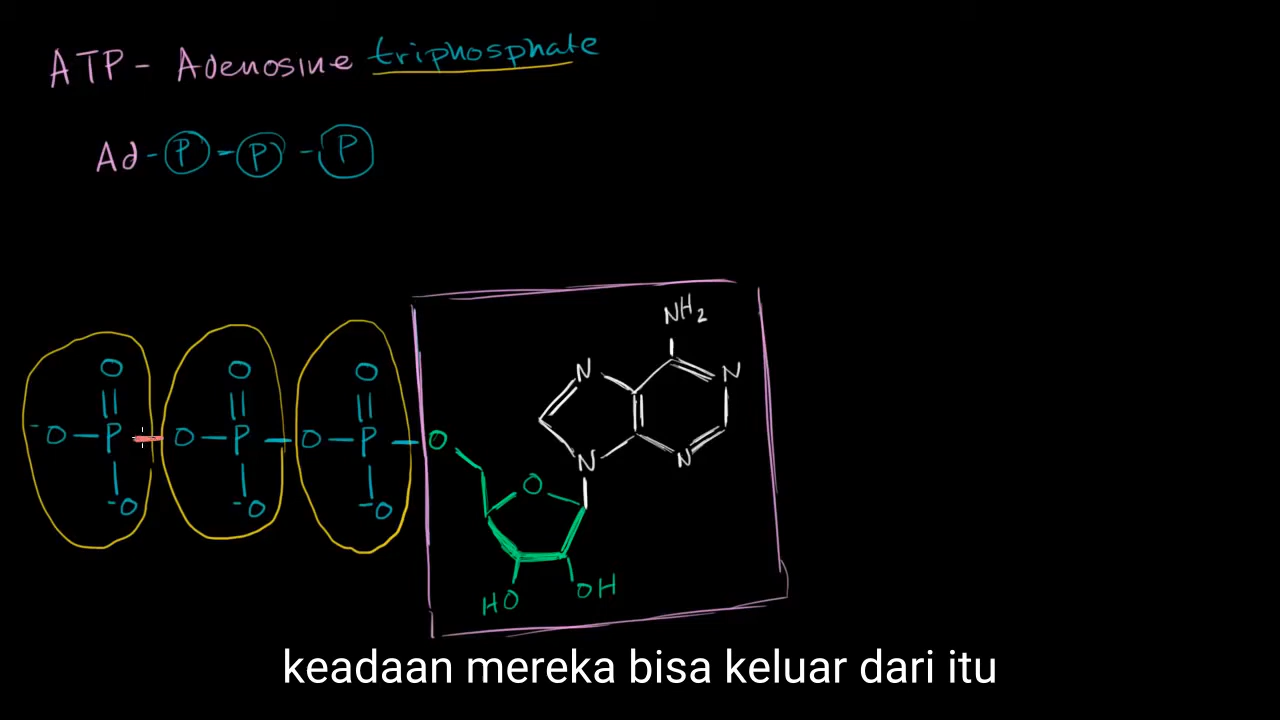 ATP - Adenosine triphosphate
Ad - P - P - P
NH2
N N
O O O
-O - P - O - P - O - P - O
N N
-O -O -O
O
HO OH
keadaan mereka bisa keluar dari itu